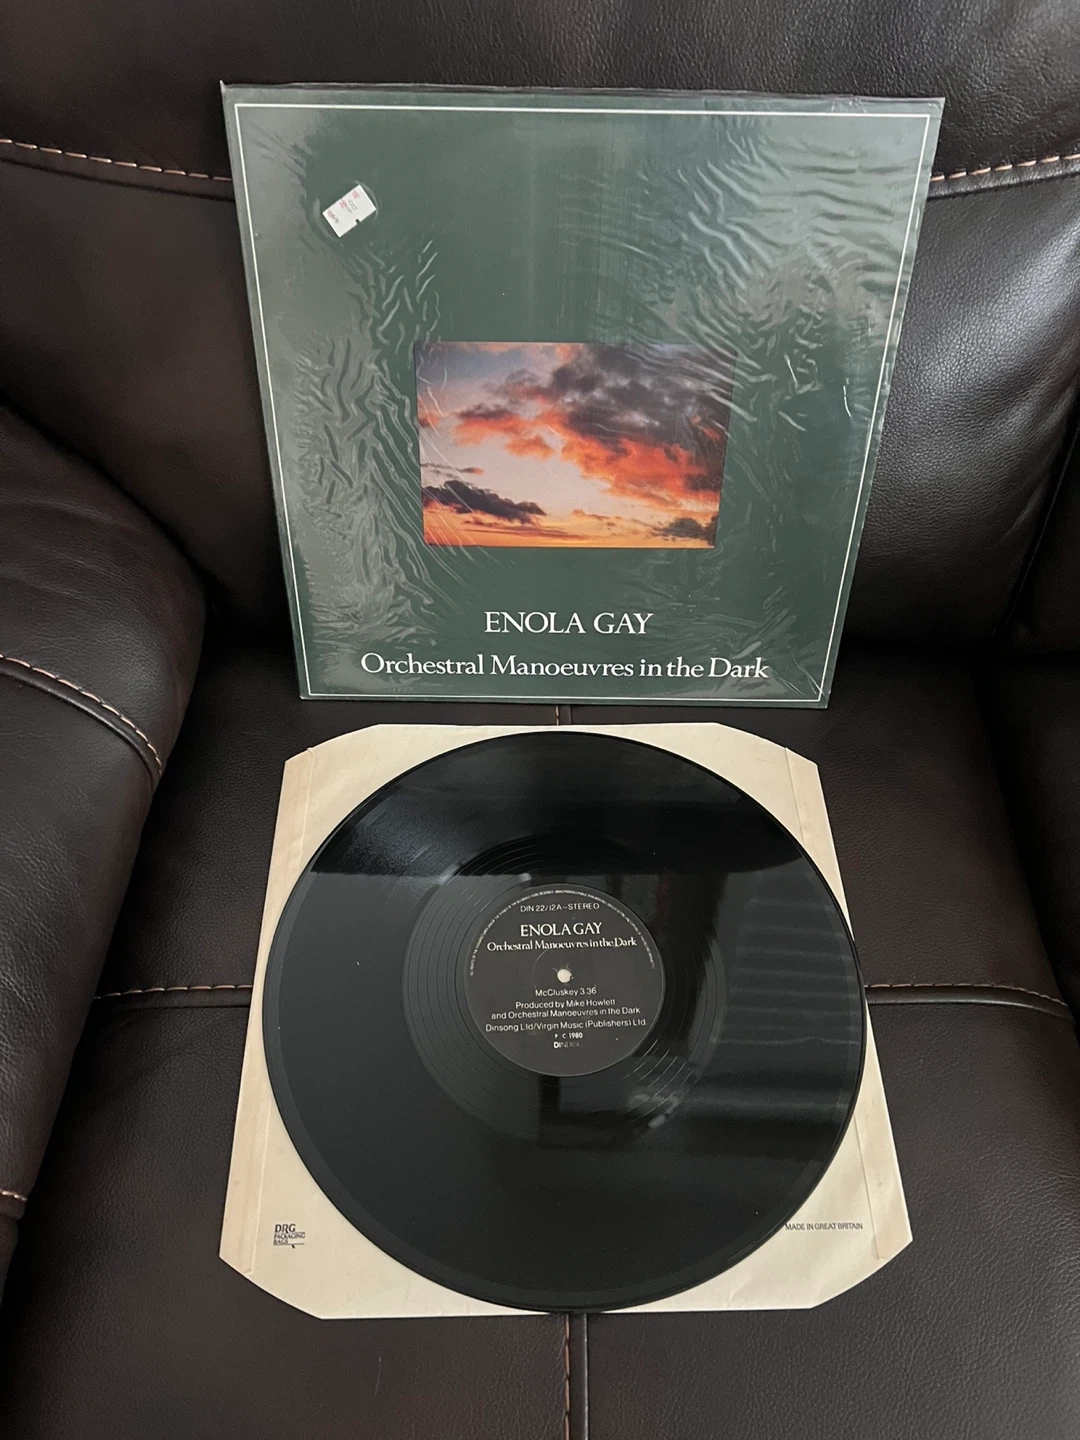 ENOLA GAY
Orchestral Manoeuvres in the Dark
DIN 22/12A–STEREO
ENOLA GAY
Orchestral Manoeuvres in the Dark
McCluskey 3.36
Produced by Mike Howlett
and Orchestral Manoeuvres in the Dark
Dinsong Ltd/Virgin Music (Publishers) Ltd.
P C 1980
DRG
PACKAGING
BAGS
MADE IN GREAT BRITAIN